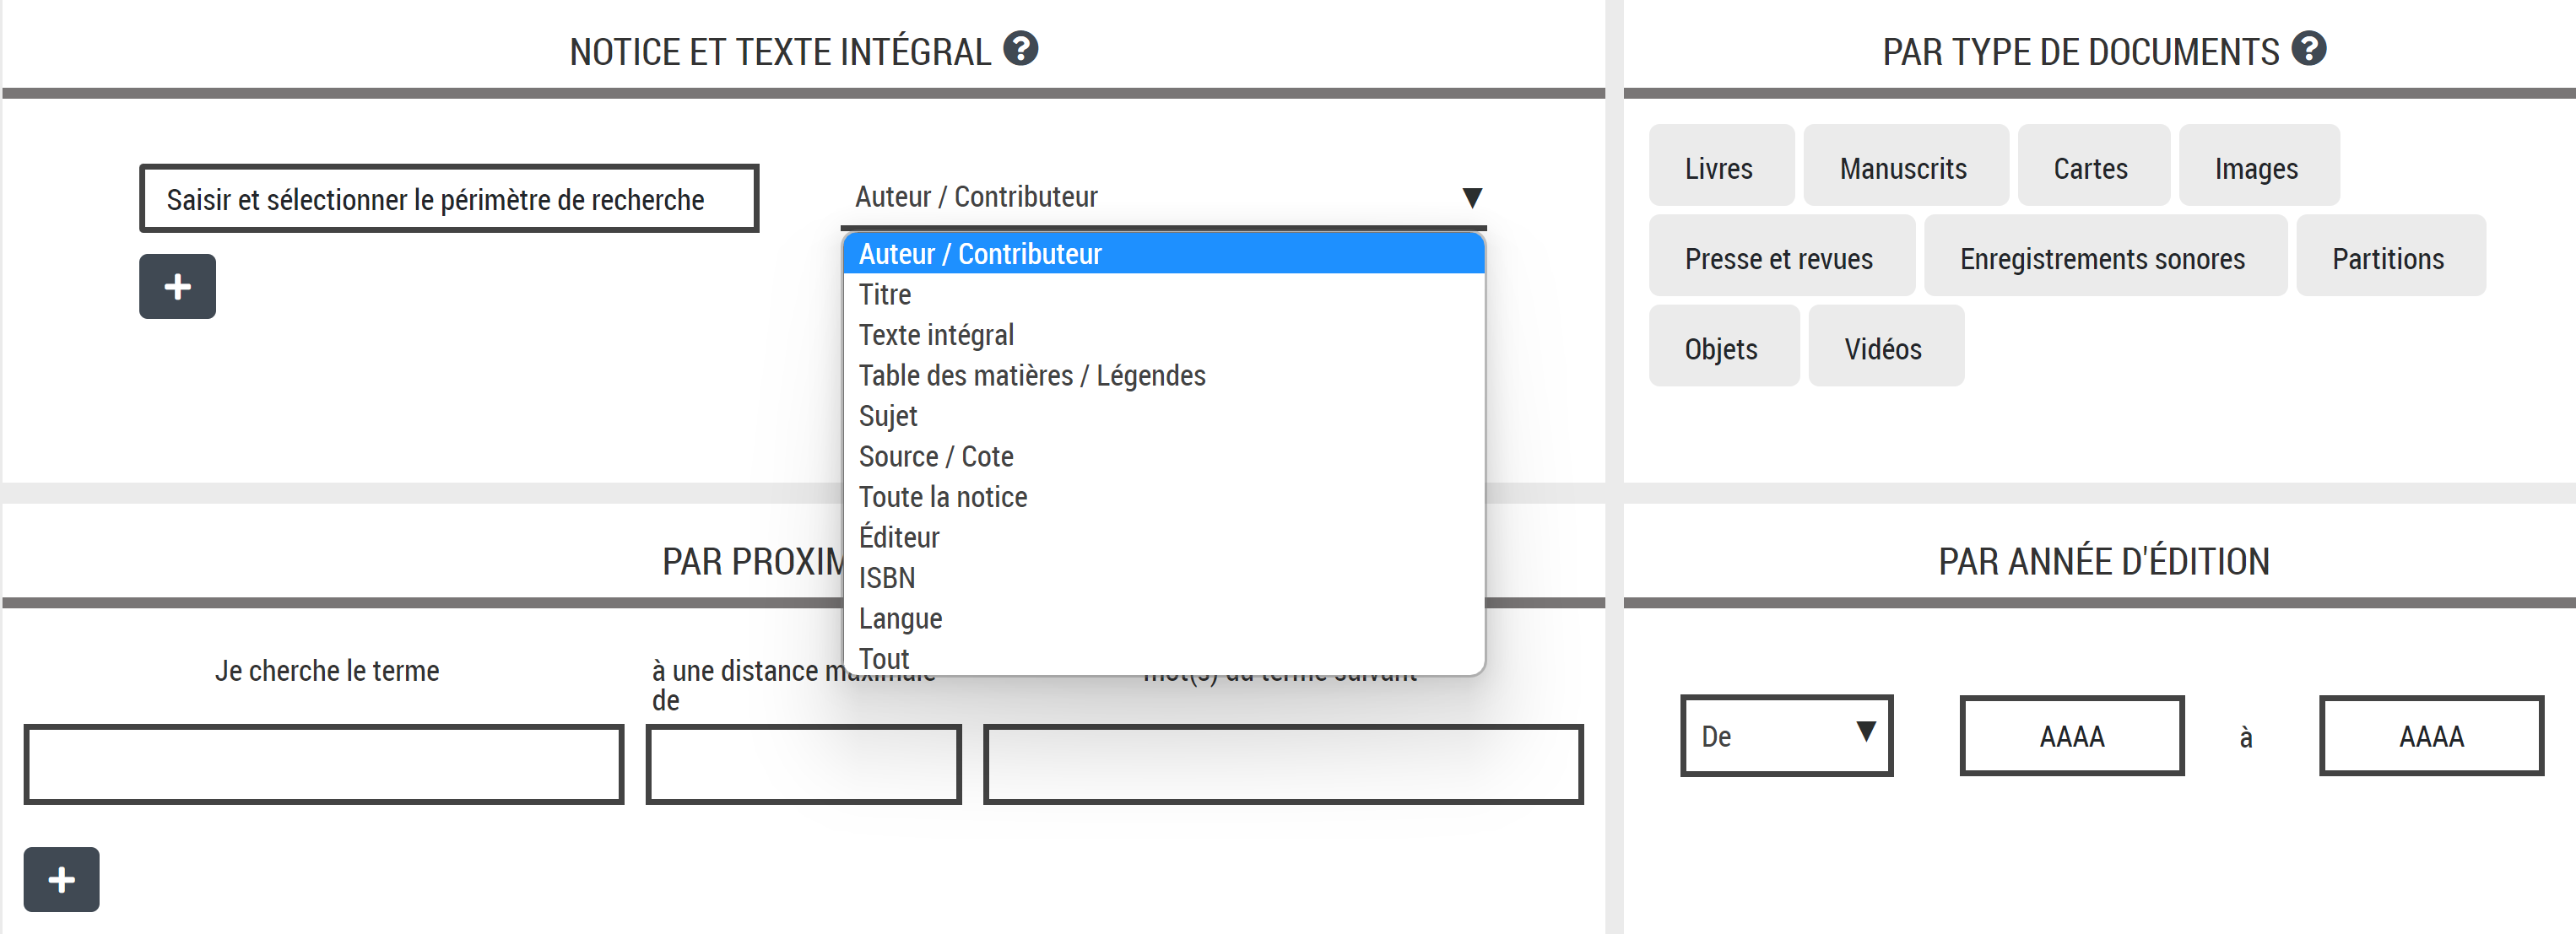 NOTICE ET TEXTE INTÉGRAL ?
Saisir et sélectionner le périmètre de recherche
+
Auteur / Contributeur
Auteur / Contributeur
Titre
Texte intégral
Table des matières / Légendes
Sujet
Source / Cote
Toute la notice
Éditeur
ISBN
Langue
Tout
PAR TYPE DE DOCUMENTS ?
Livres Manuscrits Cartes Images
Presse et revues Enregistrements sonores Partitions
Objets Vidéos
PAR PROXIM
Je cherche le terme
à une distance maximale
de
mot(s) du terme suivant
+
PAR ANNÉE D'ÉDITION
De AAAA à AAAA